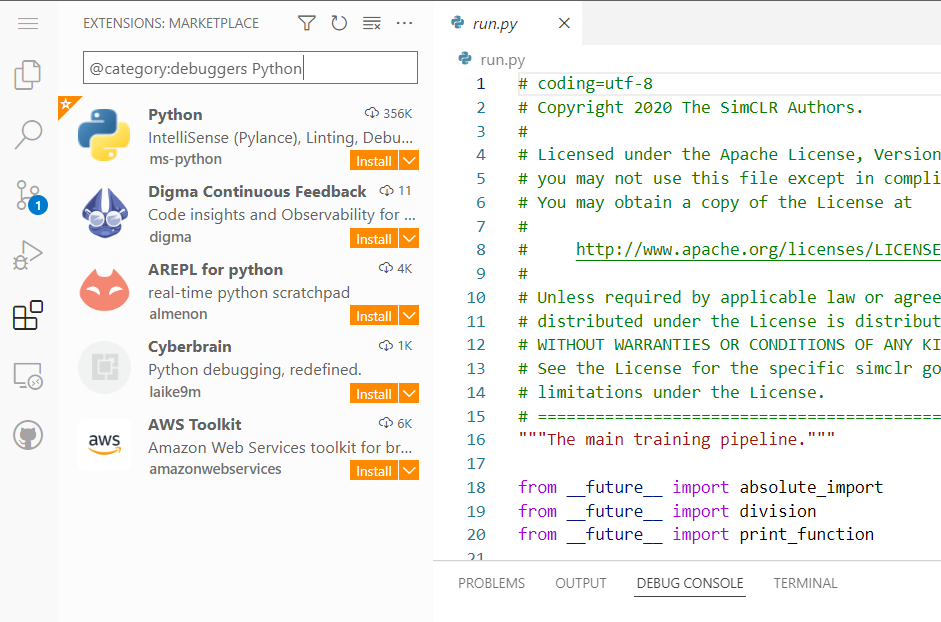 EXTENSIONS: MARKETPLACE
@category:debuggers Python
Python 356K
IntelliSense (Pylance), Linting, Debu...
ms-python Install
Digma Continuous Feedback 11
Code insights and Observability for ...
digma Install
AREPL for python 4K
real-time python scratchpad
almenon Install
Cyberbrain 1K
Python debugging, redefined.
laike9m Install
AWS Toolkit 6K
aws
Amazon Web Services toolkit for br...
amazonwebservices Install
1
run.py
run.py
1 # coding=utf-8
2 # Copyright 2020 The SimCLR Authors.
3 #
4 # Licensed under the Apache License, Version
5 # you may not use this file except in compli
6 # You may obtain a copy of the License at
7 #
8 #     http://www.apache.org/licenses/LICENSE
9 #
10 # Unless required by applicable law or agree
11 # distributed under the License is distribut
12 # WITHOUT WARRANTIES OR CONDITIONS OF ANY KI
13 # See the License for the specific simclr go
14 # limitations under the License.
15 # ==========================================
16 """The main training pipeline."""
17
18 from __future__ import absolute_import
19 from __future__ import division
20 from __future__ import print_function
21
PROBLEMS OUTPUT DEBUG CONSOLE TERMINAL